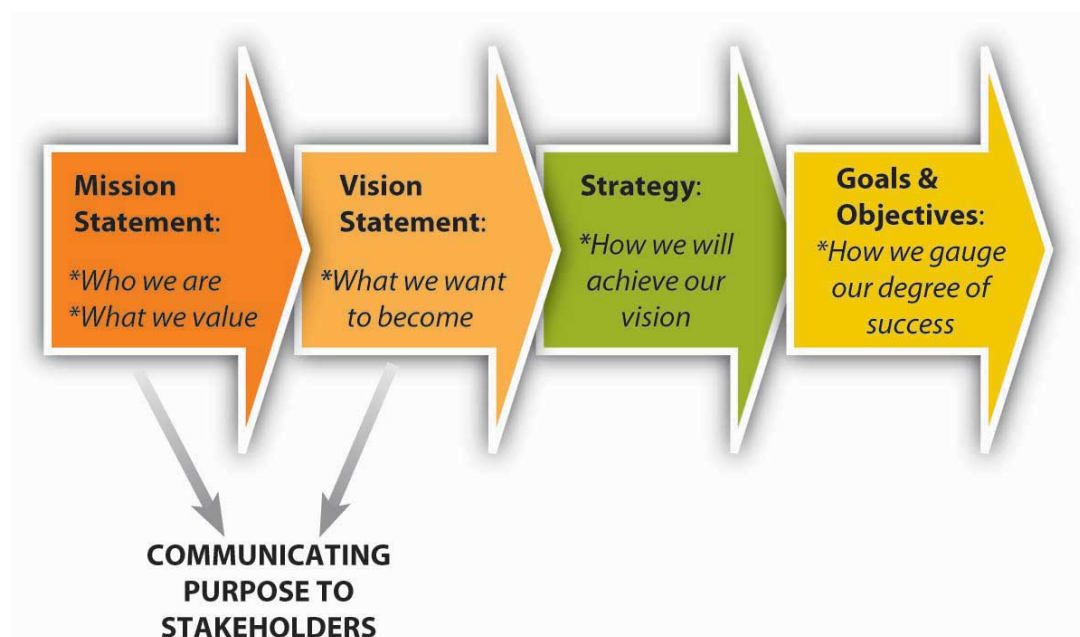 Mission
Statement:
*Who we are
*What we value
Vision
Statement:
*What we want
to become
Strategy:
*How we will
achieve our
vision
Goals &
Objectives:
*How we gauge
our degree of
success
COMMUNICATING
PURPOSE TO
STAKEHOLDERS